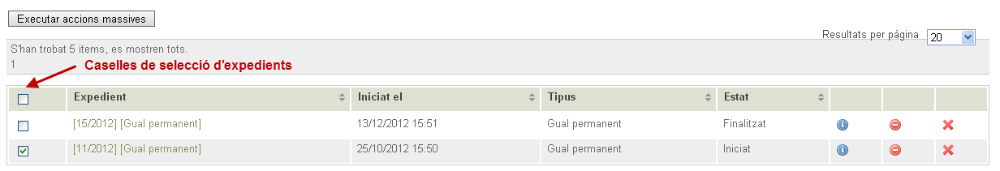 Executar accions massives
Resultats per pàgina 20
S'han trobat 5 items, es mostren tots.
1
Caselles de selecció d'expedients
Expedient Iniciat el Tipus Estat
[15/2012] [Gual permanent] 13/12/2012 15:51 Gual permanent Finalitzat
[11/2012] [Gual permanent] 25/10/2012 15:50 Gual permanent Iniciat